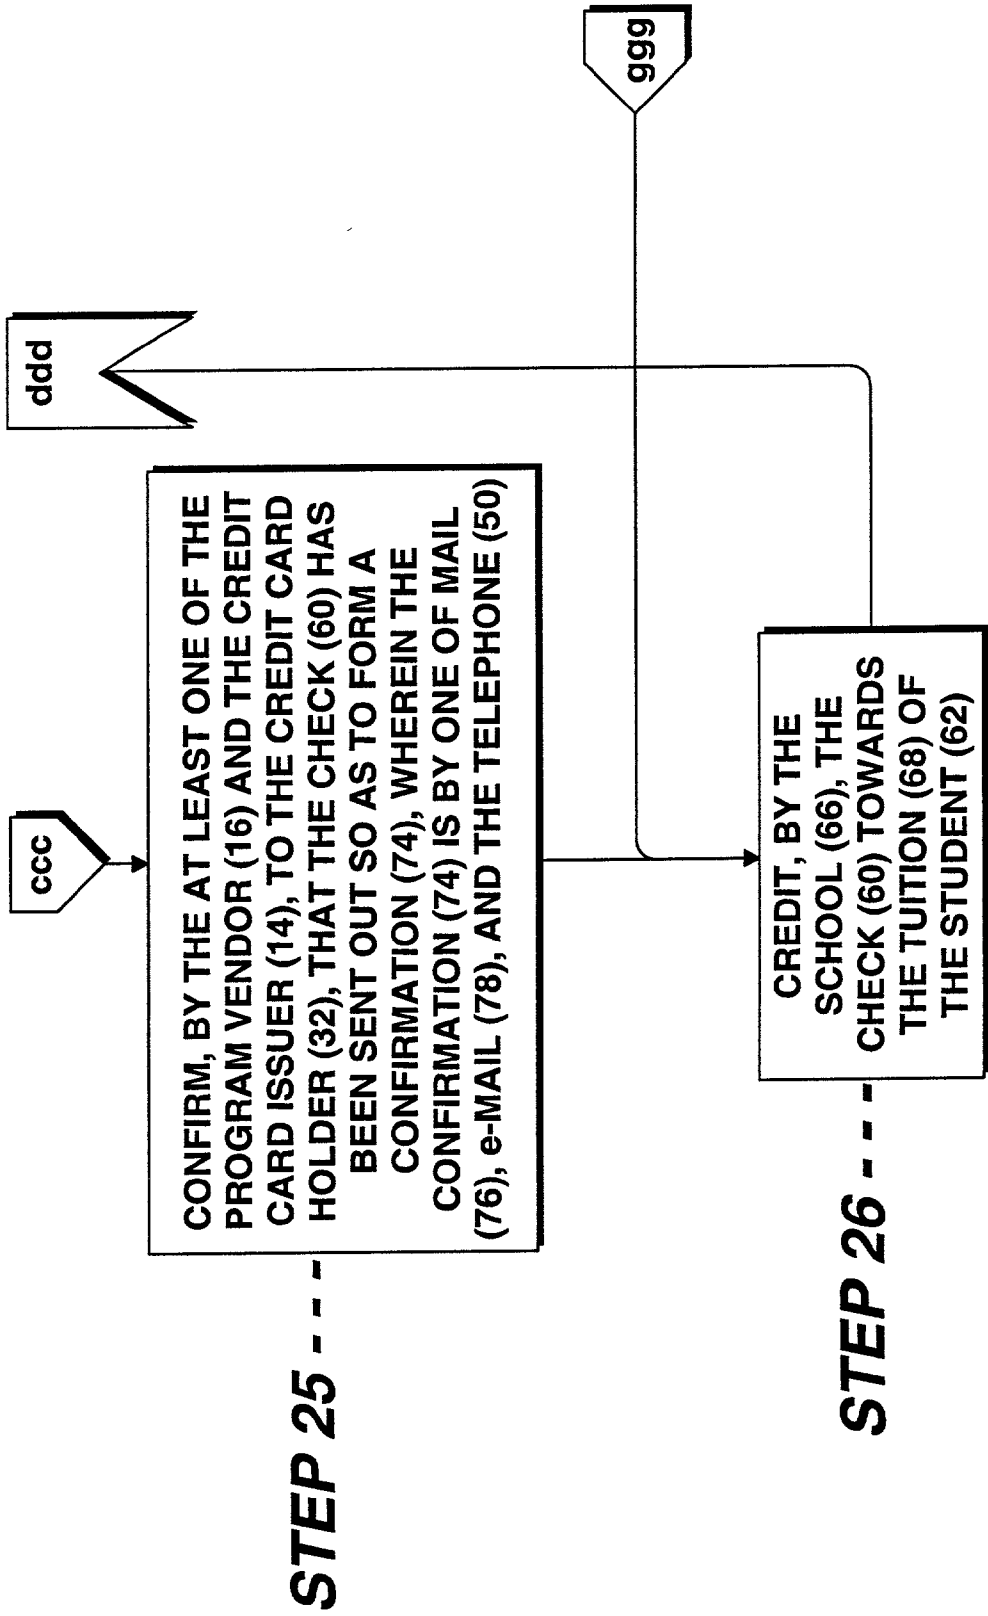 ccc
ddd
ggg
STEP 25 - - -
CONFIRM, BY THE AT LEAST ONE OF THE
PROGRAM VENDOR (16) AND THE CREDIT
CARD ISSUER (14), TO THE CREDIT CARD
HOLDER (32), THAT THE CHECK (60) HAS
BEEN SENT OUT SO AS TO FORM A
CONFIRMATION (74), WHEREIN THE
CONFIRMATION (74) IS BY ONE OF MAIL
(76), e-MAIL (78), AND THE TELEPHONE (50)
STEP 26 - - -
CREDIT, BY THE
SCHOOL (66), THE
CHECK (60) TOWARDS
THE TUITION (68) OF
THE STUDENT (62)